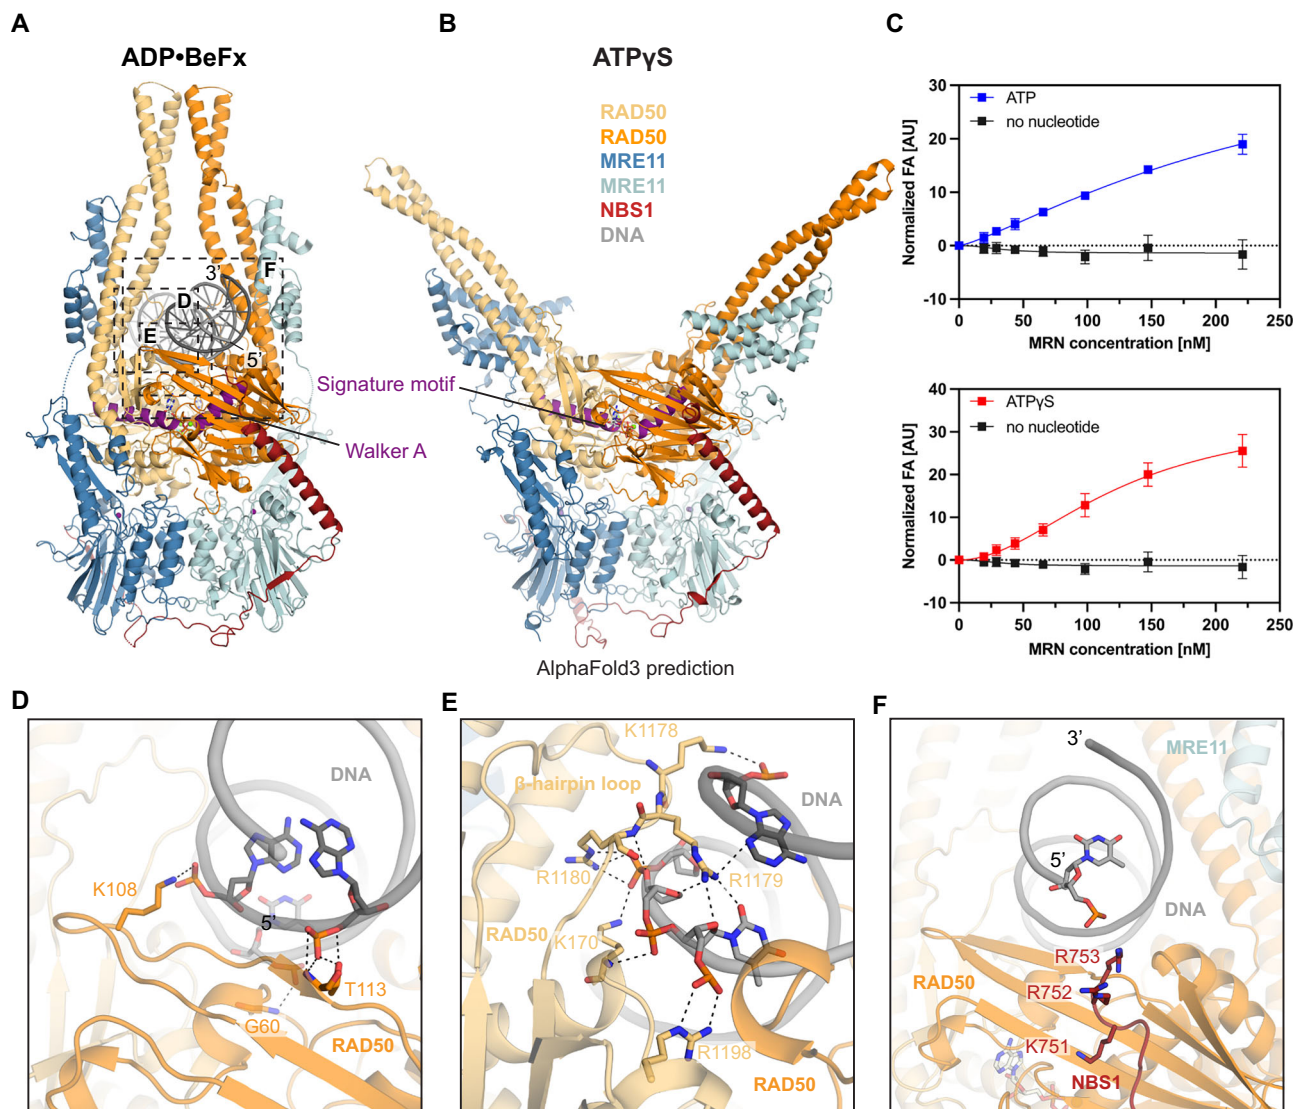 A
ADP•BeFx
3'
F
D
E
5'
B
ATPγS
RAD50
RAD50
MRE11
MRE11
NBS1
DNA
Signature motif
Walker A
AlphaFold3 prediction
C
Normalized FA [AU]
30
20
10
0
-10
ATP
no nucleotide
0 50 100 150 200 250
MRN concentration [nM]
Normalized FA [AU]
40
30
20
10
0
-10
ATPγS
no nucleotide
0 50 100 150 200 250
MRN concentration [nM]
D
DNA
K108
5'
T113
G60
RAD50
E
K1178
β-hairpin loop
DNA
R1180
R1179
RAD50
K170
R1198
RAD50
F
3'
MRE11
5'
DNA
R753
RAD50
R752
K751
NBS1